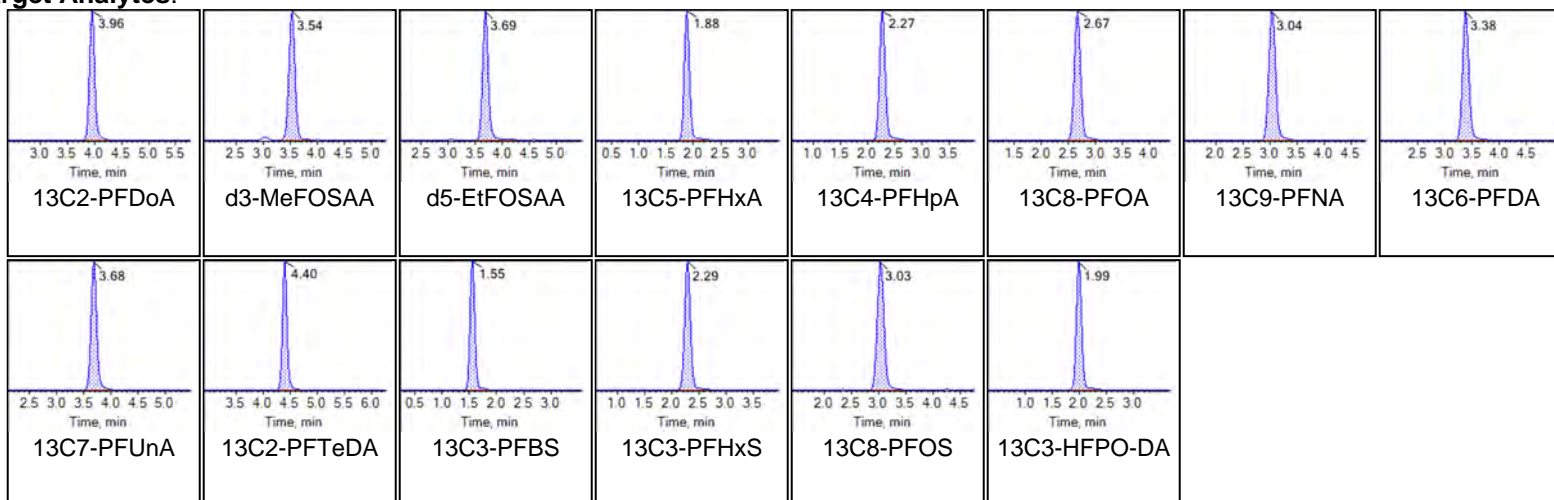 rget Analytes:
3.96 3.54 3.69 1.88 2.27 2.67 3.04 3.38
3.0 3.5 4.0 4.5 5.0 5.5 2.5 3.0 3.5 4.0 4.5 5.0 2.5 3.0 3.5 4.0 4.5 5.0 0.5 1.0 1.5 2.0 2.5 3.0 1.0 1.5 2.0 2.5 3.0 3.5 1.5 2.0 2.5 3.0 3.5 4.0 2.0 2.5 3.0 3.5 4.0 4.5 2.5 3.0 3.5 4.0 4.5
Time, min Time, min Time, min Time, min Time, min Time, min Time, min Time, min
13C2-PFDoA d3-MeFOSAA d5-EtFOSAA 13C5-PFHxA 13C4-PFHpA 13C8-PFOA 13C9-PFNA 13C6-PFDA
3.68 4.40 1.55 2.29 3.03 1.99
2.5 3.0 3.5 4.0 4.5 5.0 3.5 4.0 4.5 5.0 5.5 6.0 0.5 1.0 1.5 2.0 2.5 3.0 1.0 1.5 2.0 2.5 3.0 3.5 2.0 2.5 3.0 3.5 4.0 4.5 1.0 1.5 2.0 2.5 3.0
Time, min Time, min Time, min Time, min Time, min Time, min
13C7-PFUnA 13C2-PFTeDA 13C3-PFBS 13C3-PFHxS 13C8-PFOS 13C3-HFPO-DA